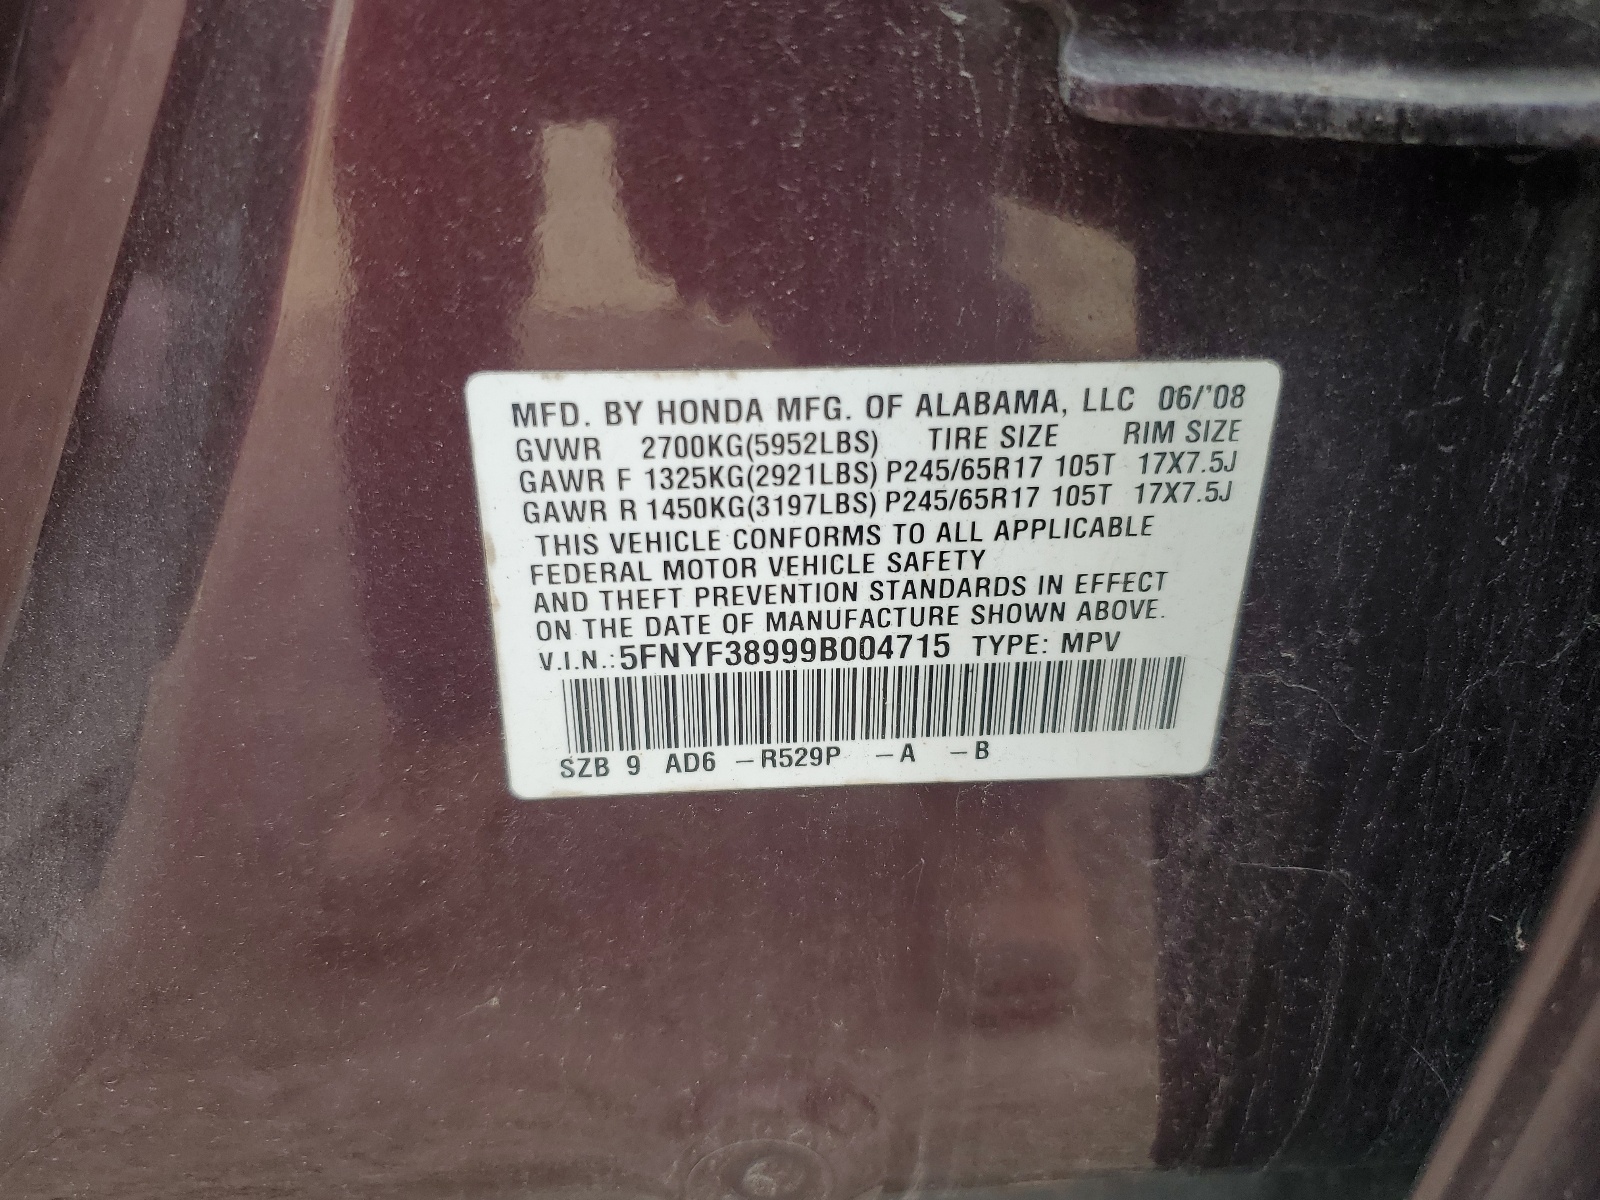 MFD. BY HONDA MFG. OF ALABAMA, LLC 06/'08
GVWR 2700KG(5952LBS) TIRE SIZE RIM SIZE
GAWR F 1325KG(2921LBS) P245/65R17 105T 17X7.5J
GAWR R 1450KG(3197LBS) P245/65R17 105T 17X7.5J
THIS VEHICLE CONFORMS TO ALL APPLICABLE
FEDERAL MOTOR VEHICLE SAFETY
AND THEFT PREVENTION STANDARDS IN EFFECT
ON THE DATE OF MANUFACTURE SHOWN ABOVE.
V.I.N.: 5FNYF38999B004715 TYPE: MPV
SZB 9 AD6 –R529P –A –B